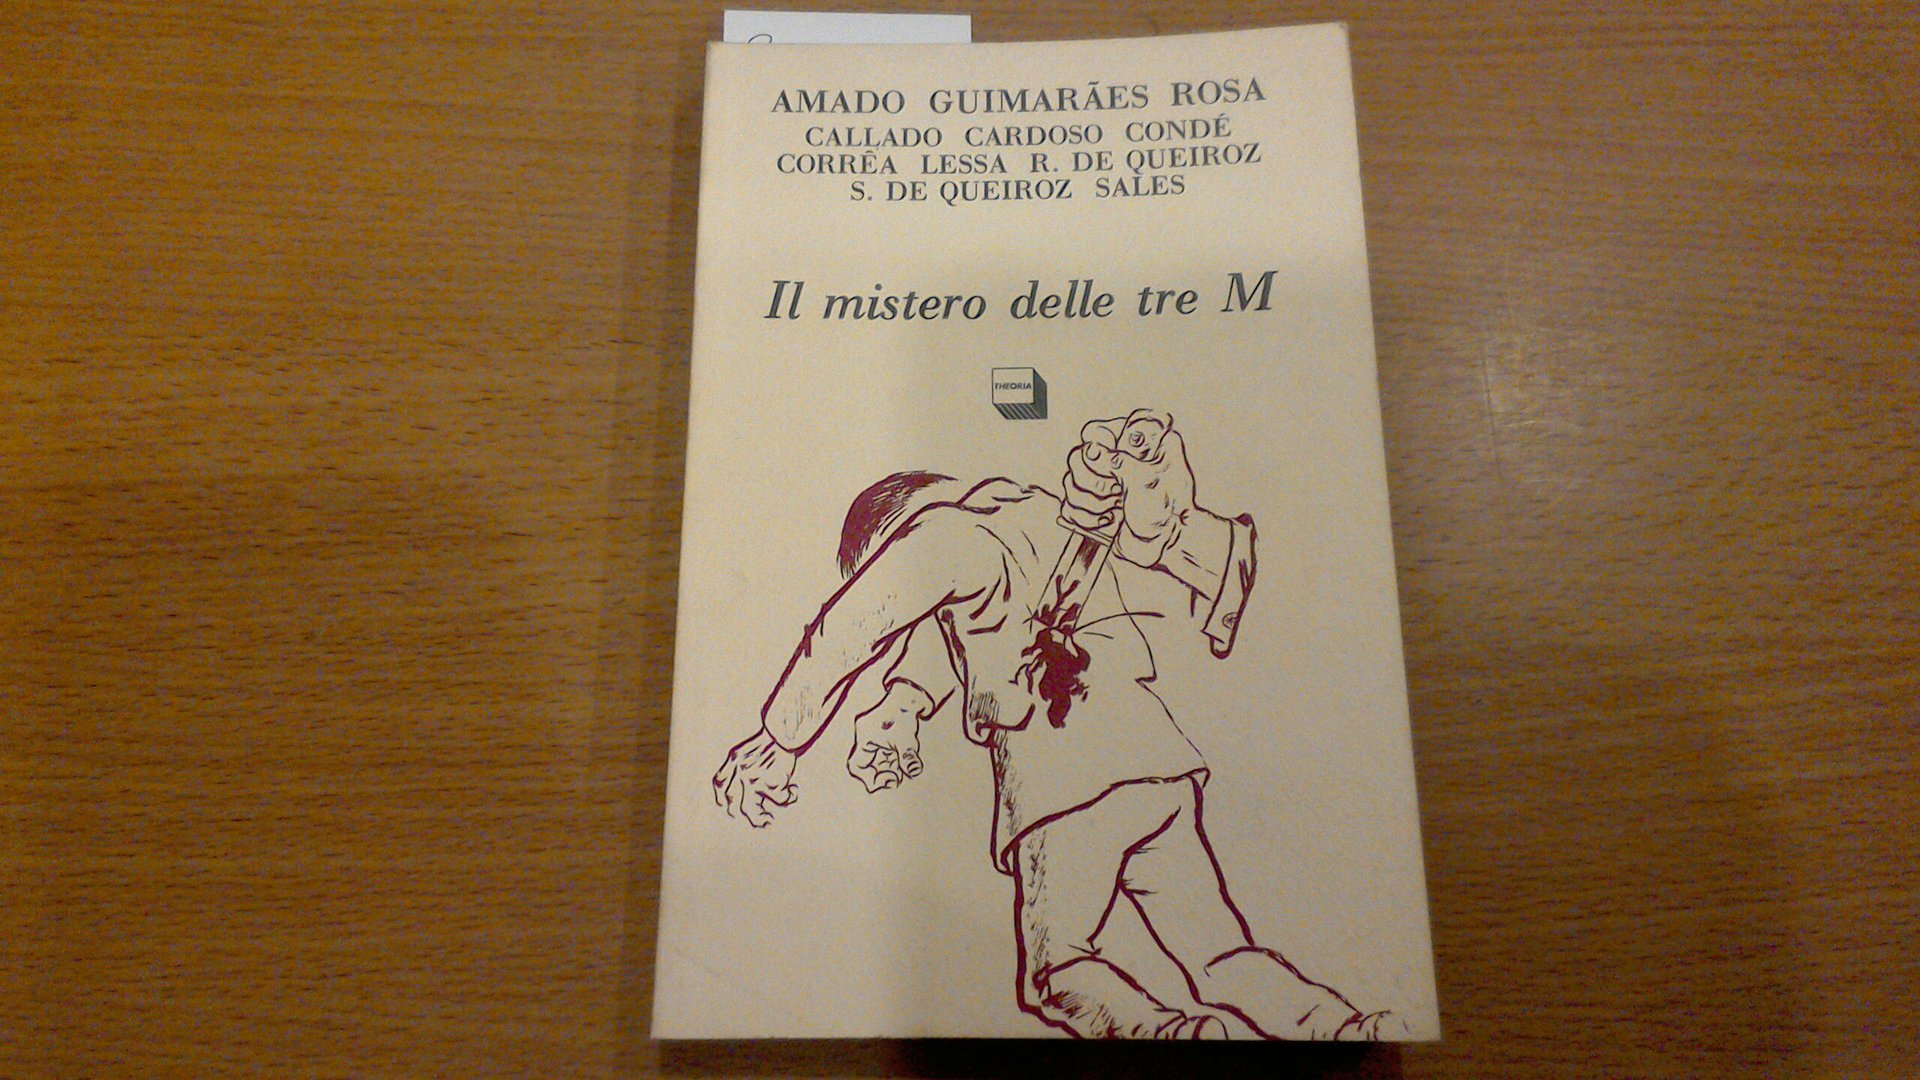 AMADO GUIMARÃES ROSA
CALLADO CARDOSO CONDÉ
CORRÊA LESSA R. DE QUEIROZ
S. DE QUEIROZ SALES
Il mistero delle tre M
THEORIA